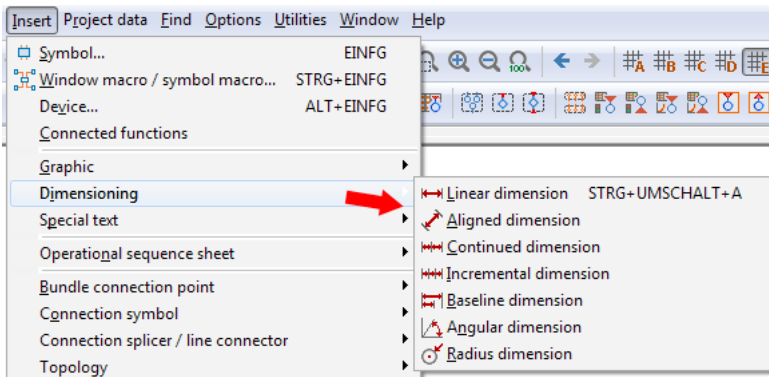 Insert Project data Find Options Utilities Window Help
Symbol... EINFG
Window macro / symbol macro... STRG+EINFG
Device... ALT+EINFG
Connected functions
Graphic
Dimensioning
Special text
Operational sequence sheet
Bundle connection point
Connection symbol
Connection splicer / line connector
Topology
100%
A B C D
Linear dimension STRG+UMSCHALT+A
Aligned dimension
Continued dimension
Incremental dimension
Baseline dimension
Angular dimension
Radius dimension